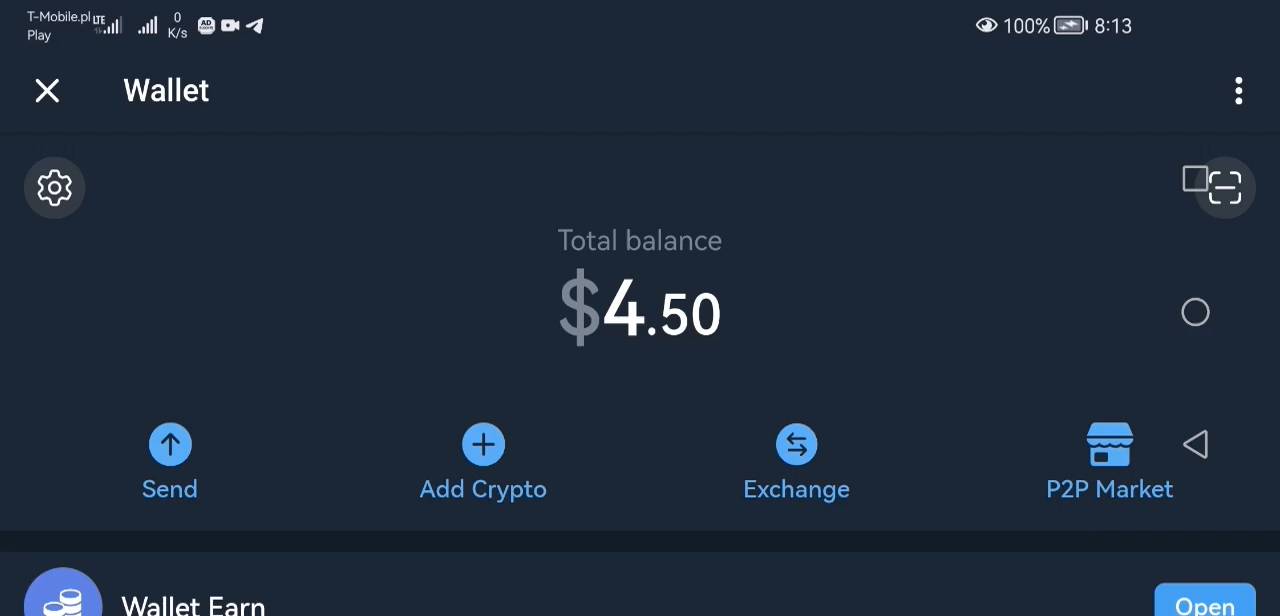 T-Mobile.pl LTE 0 100% 8:13
Play K/s
Wallet
Total balance
$4.50
Send Add Crypto Exchange P2P Market
Wallet Earn Open